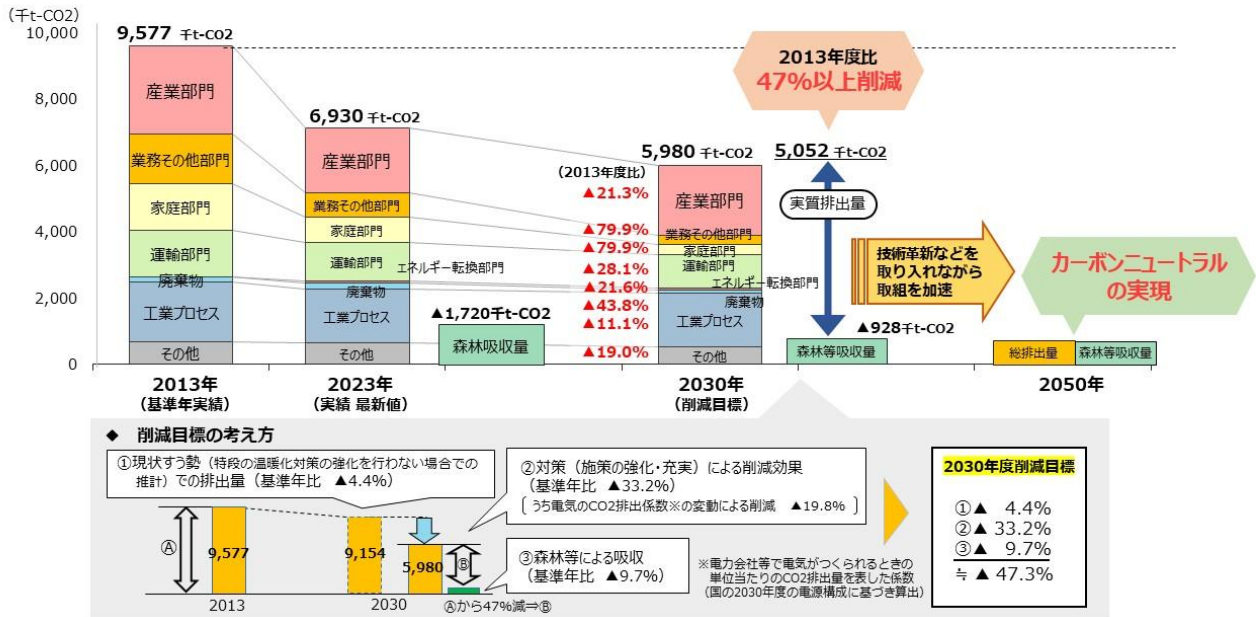 （千t-CO2）
10,000
8,000
6,000
4,000
2,000
0
9,577 千t-CO2
産業部門
業務その他部門
家庭部門
運輸部門
廃棄物
工業プロセス
その他
2013年
（基準年実績）
6,930 千t-CO2
産業部門
業務その他部門
家庭部門
運輸部門
エネルギー転換部門
廃棄物
工業プロセス
その他
2023年
（実績 最新値）
▲1,720千t-CO2
森林吸収量
（2013年度比）
▲21.3%
▲79.9%
▲79.9%
▲28.1%
▲21.6%
▲43.8%
▲11.1%
▲19.0%
5,980 千t-CO2
産業部門
業務その他部門
家庭部門
運輸部門
エネルギー転換部門
廃棄物
工業プロセス
その他
2030年
（削減目標）
2013年度比
47%以上削減
5,052 千t-CO2
実質排出量
▲928千t-CO2
森林等吸収量
技術革新などを
取り入れながら
取組を加速
カーボンニュートラル
の実現
総排出量
森林等吸収量
2050年
◆ 削減目標の考え方
①現状すう勢（特段の温暖化対策の強化を行わない場合での
推計）での排出量（基準年比 ▲4.4%）
Ⓐ
9,577
2013
9,154
5,980
2030
Ⓑ
Ⓐから47%減⇒Ⓑ
②対策（施策の強化・充実）による削減効果
（基準年比 ▲33.2%）
〔 うち電気のCO2排出係数※の変動による削減 ▲19.8% 〕
③森林等による吸収
（基準年比 ▲9.7%）
※電力会社等で電気がつくられるときの
単位当たりのCO2排出量を表した係数
（国の2030年度の電源構成に基づき算出）
2030年度削減目標
①▲ 4.4%
②▲ 33.2%
③▲ 9.7%
≒ ▲ 47.3%